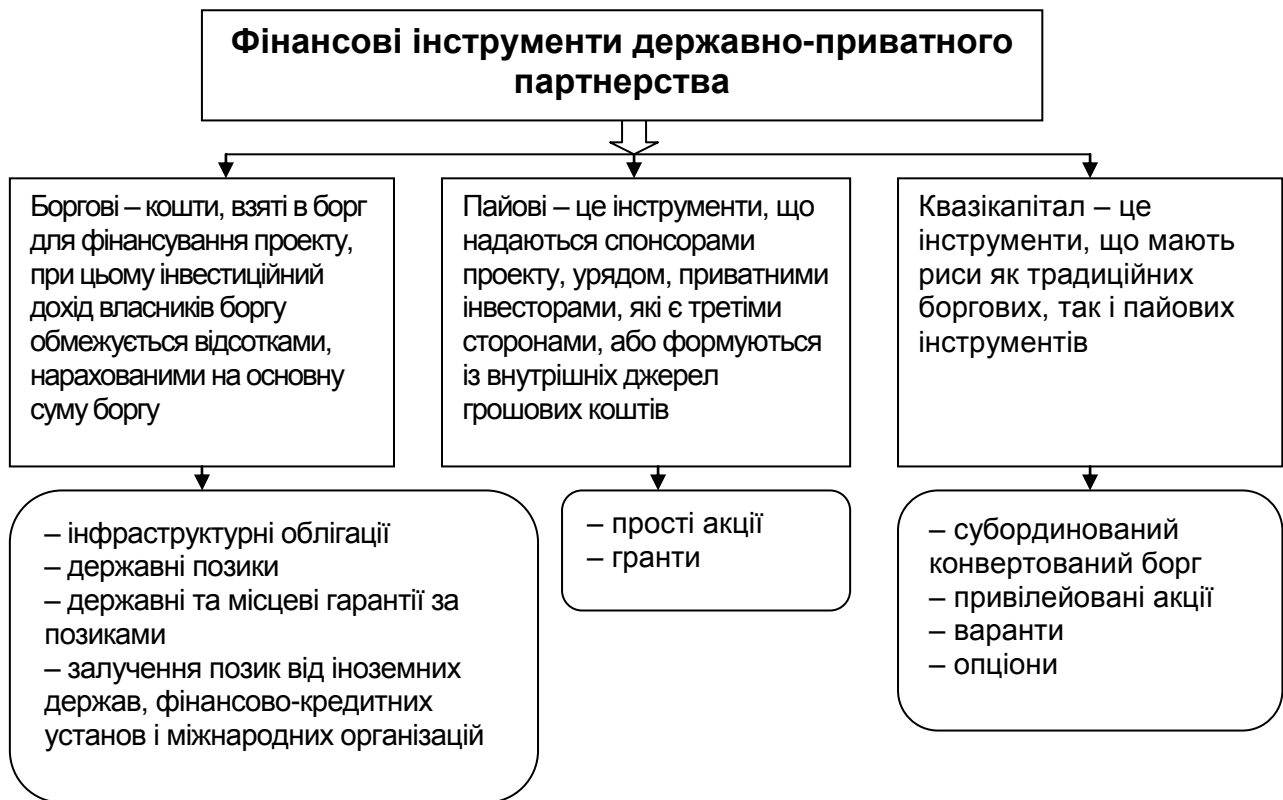 Фінансові інструменти державно-приватного
партнерства
Боргові – кошти, взяті в борг
для фінансування проекту,
при цьому інвестиційний
дохід власників боргу
обмежується відсотками,
нарахованими на основну
суму боргу
Пайові – це інструменти, що
надаються спонсорами
проекту, урядом, приватними
інвесторами, які є третіми
сторонами, або формуються
із внутрішніх джерел
грошових коштів
Квазікапітал – це
інструменти, що мають
риси як традиційних
боргових, так і пайових
інструментів
– інфраструктурні облігації
– державні позики
– державні та місцеві гарантії за
позиками
– залучення позик від іноземних
держав, фінансово-кредитних
установ і міжнародних організацій
– прості акції
– гранти
– субординований
конвертований борг
– привілейовані акції
– варанти
– опціони